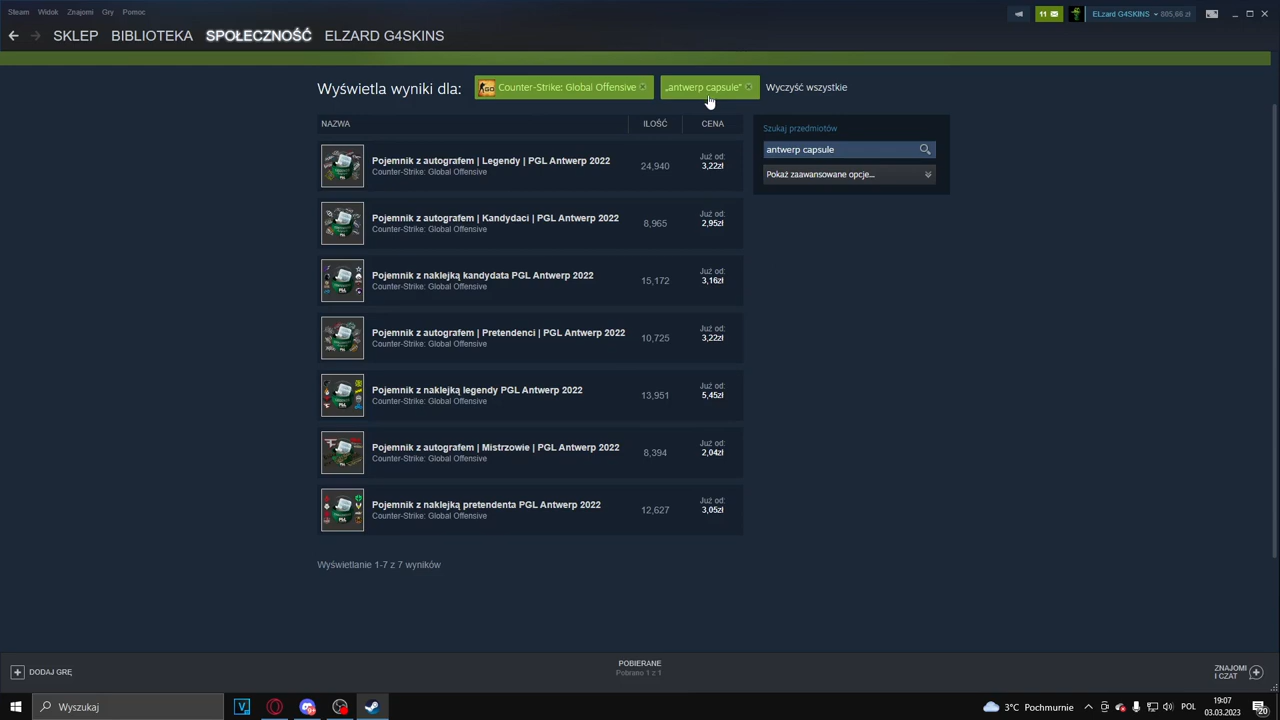 Steam Widok Znajomi Gry Pomoc
11 ELzard G4SKINS 805,66 zł
SKLEP BIBLIOTEKA SPOŁECZNOŚĆ ELZARD G4SKINS
Wyświetla wyniki dla: Counter-Strike: Global Offensive „antwerp capsule” Wyczyść wszystkie
NAZWA ILOŚĆ CENA
Szukaj przedmiotów
antwerp capsule
Pokaż zaawansowane opcje...
Pojemnik z autografem | Legendy | PGL Antwerp 2022
Counter-Strike: Global Offensive
24,940
Już od:
3,22zł
Pojemnik z autografem | Kandydaci | PGL Antwerp 2022
Counter-Strike: Global Offensive
8,965
Już od:
2,95zł
Pojemnik z naklejką kandydata PGL Antwerp 2022
Counter-Strike: Global Offensive
15,172
Już od:
3,16zł
Pojemnik z autografem | Pretendenci | PGL Antwerp 2022
Counter-Strike: Global Offensive
10,725
Już od:
3,22zł
Pojemnik z naklejką legendy PGL Antwerp 2022
Counter-Strike: Global Offensive
13,951
Już od:
5,45zł
Pojemnik z autografem | Mistrzowie | PGL Antwerp 2022
Counter-Strike: Global Offensive
8,394
Już od:
2,04zł
Pojemnik z naklejką pretendenta PGL Antwerp 2022
Counter-Strike: Global Offensive
12,627
Już od:
3,05zł
Wyświetlanie 1-7 z 7 wyników
DODAJ GRĘ
POBIERANE
Pobrano 1 z 1
ZNAJOMI
I CZAT
Wyszukaj
3°C Pochmurnie
POL
19:07
03.03.2023
20